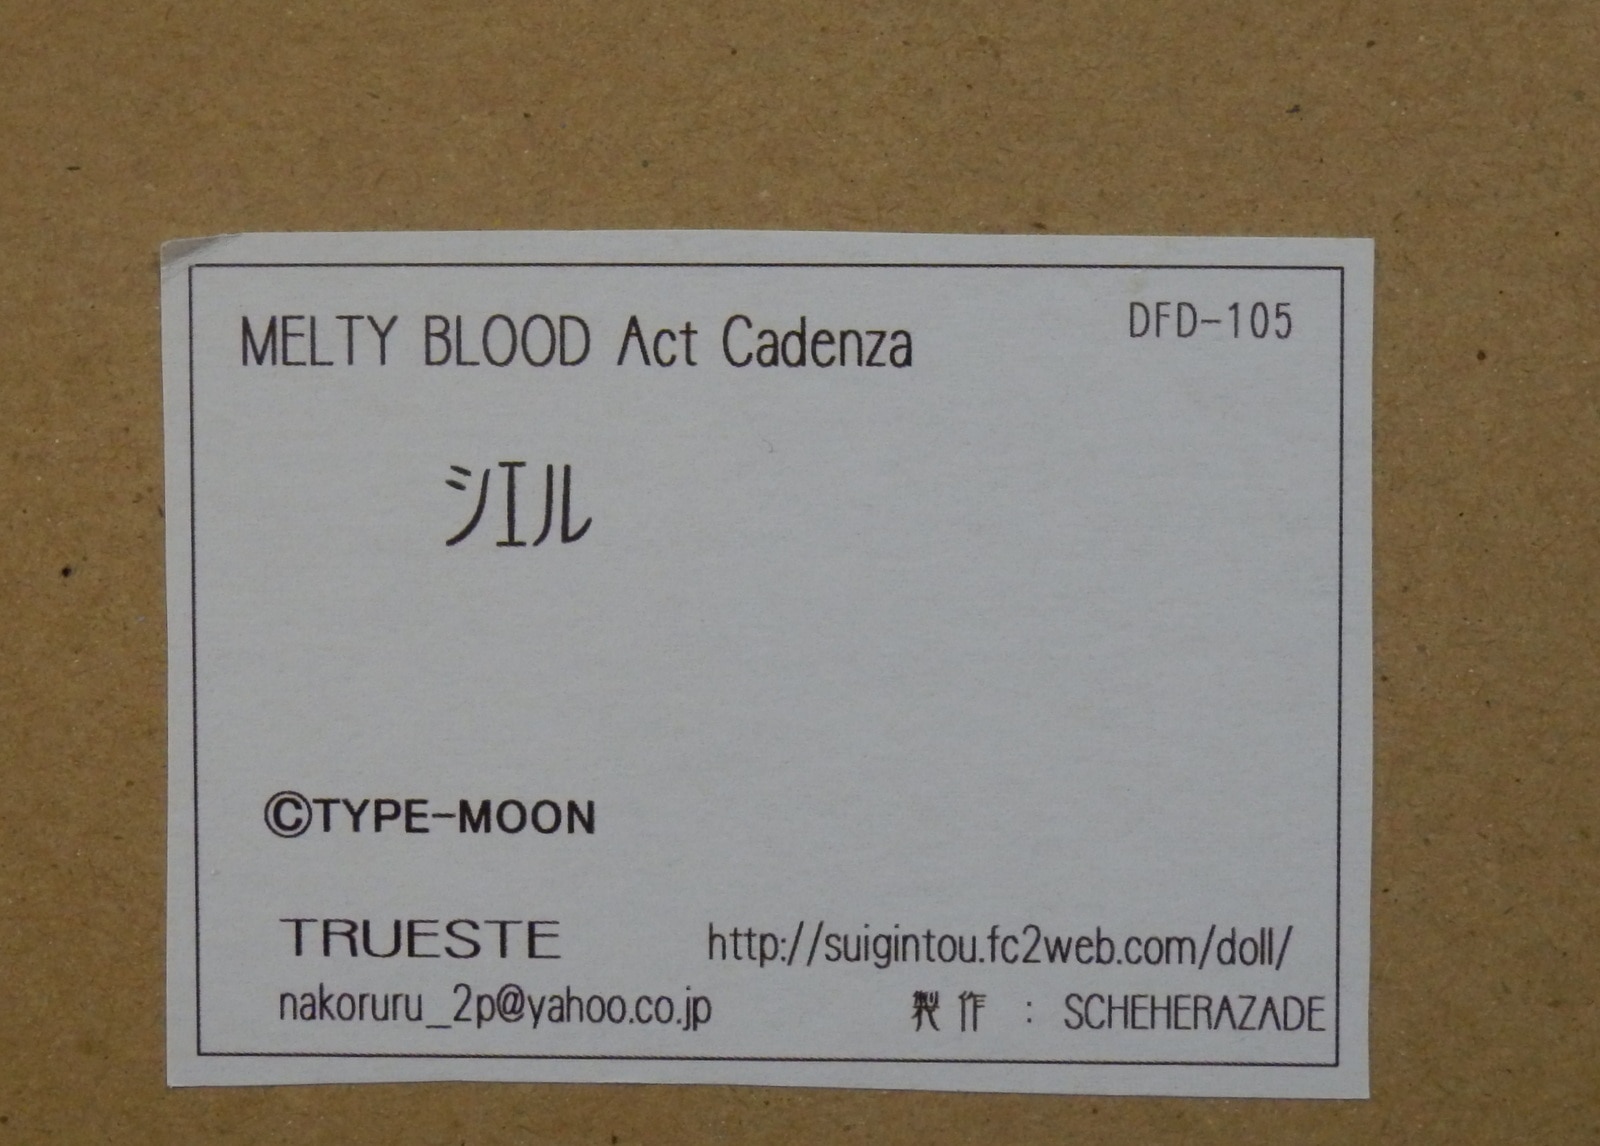 MELTY BLOOD Act Cadenza
DFD-105
シエル
©TYPE-MOON
TRUESTE
http://suigintou.fc2web.com/doll/
nakoruru_2p@yahoo.co.jp
製作 : SCHEHERAZADE